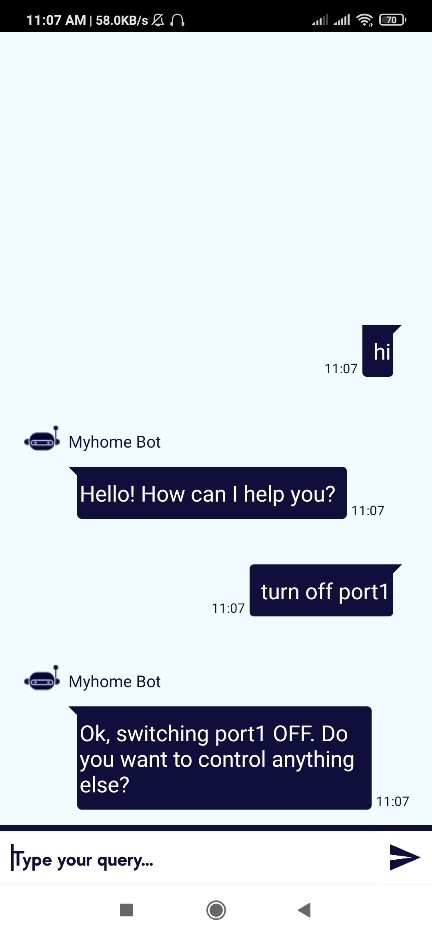 11:07 AM | 58.0KB/s
70
hi
11:07
Myhome Bot
Hello! How can I help you?
11:07
turn off port1
11:07
Myhome Bot
Ok, switching port1 OFF. Do
you want to control anything
else?
11:07
Type your query...